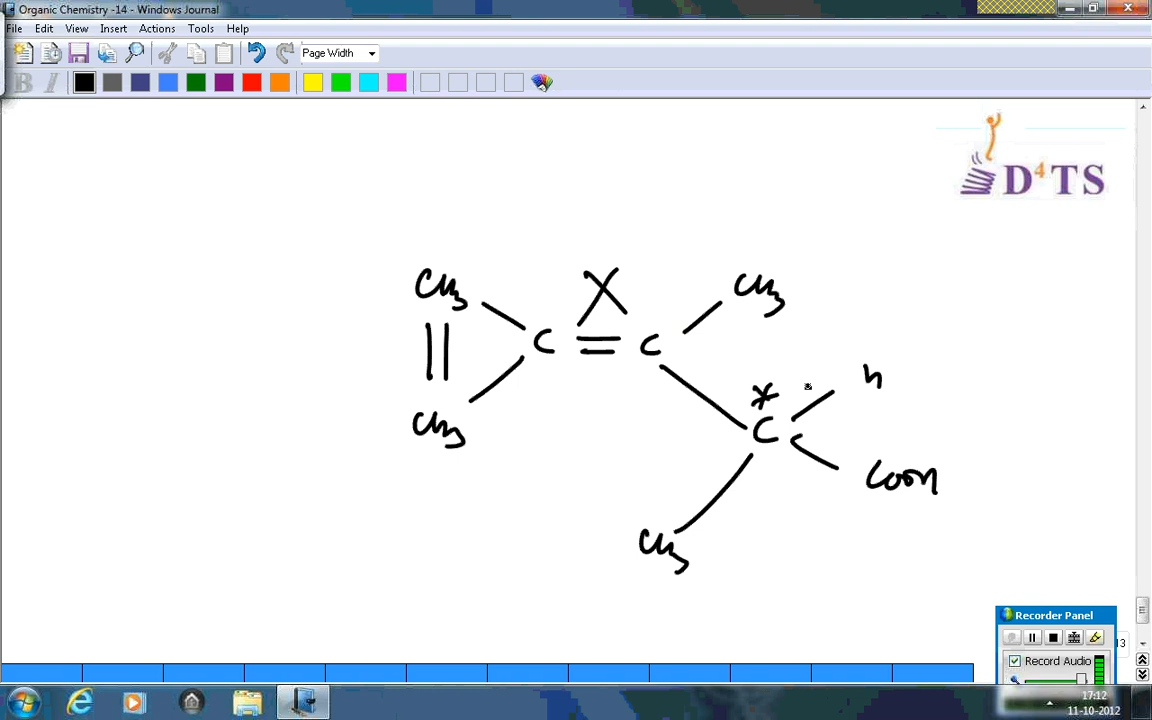 Organic Chemistry -14 - Windows Journal
File Edit View Insert Actions Tools Help
Page Width
B I
D4TS
CH3 X CH3
C = C
CH3 * H
C COOH
CH3
Recorder Panel
13
Record Audio
17:12
11-10-2012